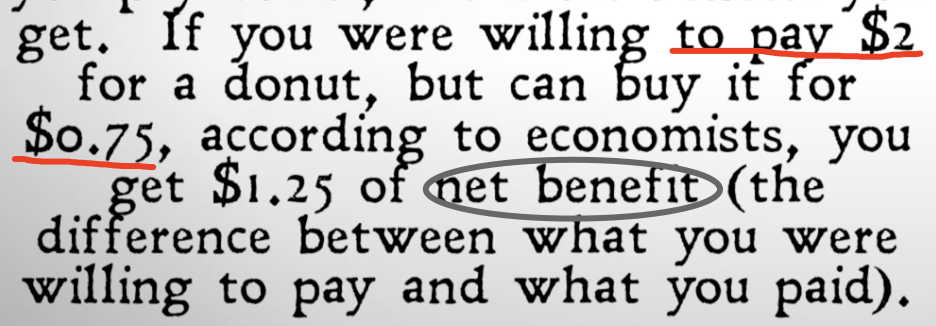 get. If you were willing to pay $2
for a donut, but can buy it for
$0.75, according to economists, you
get $1.25 of net benefit (the
difference between what you were
willing to pay and what you paid).